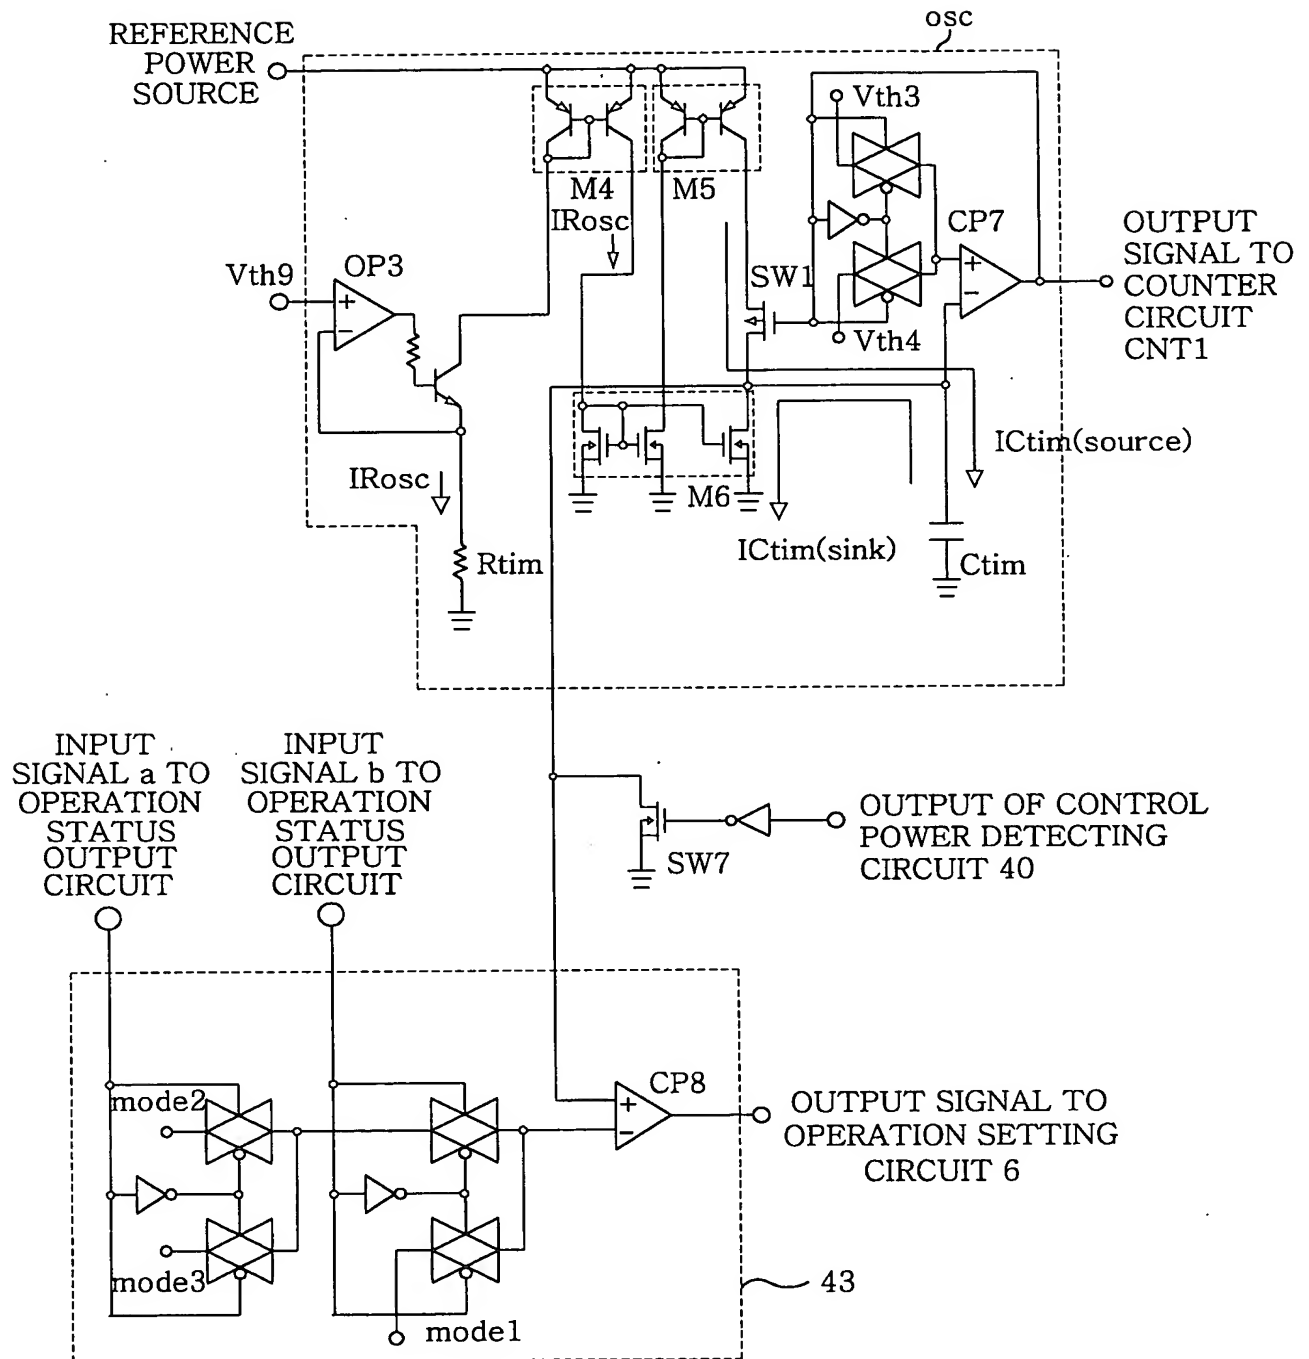 osc
REFERENCE
POWER
SOURCE
Vth3
M4
M5
IRosc
CP7
OUTPUT
SIGNAL TO
COUNTER
CIRCUIT
CNT1
Vth9
OP3
+
−
SW1
+
−
Vth4
ICtim(source)
IRosc
M6
ICtim(sink)
Rtim
Ctim
INPUT
SIGNAL a TO
OPERATION
STATUS
OUTPUT
CIRCUIT
INPUT
SIGNAL b TO
OPERATION
STATUS
OUTPUT
CIRCUIT
OUTPUT OF CONTROL
POWER DETECTING
CIRCUIT 40
SW7
mode2
CP8
+
−
OUTPUT SIGNAL TO
OPERATION SETTING
CIRCUIT 6
mode3
mode1
43